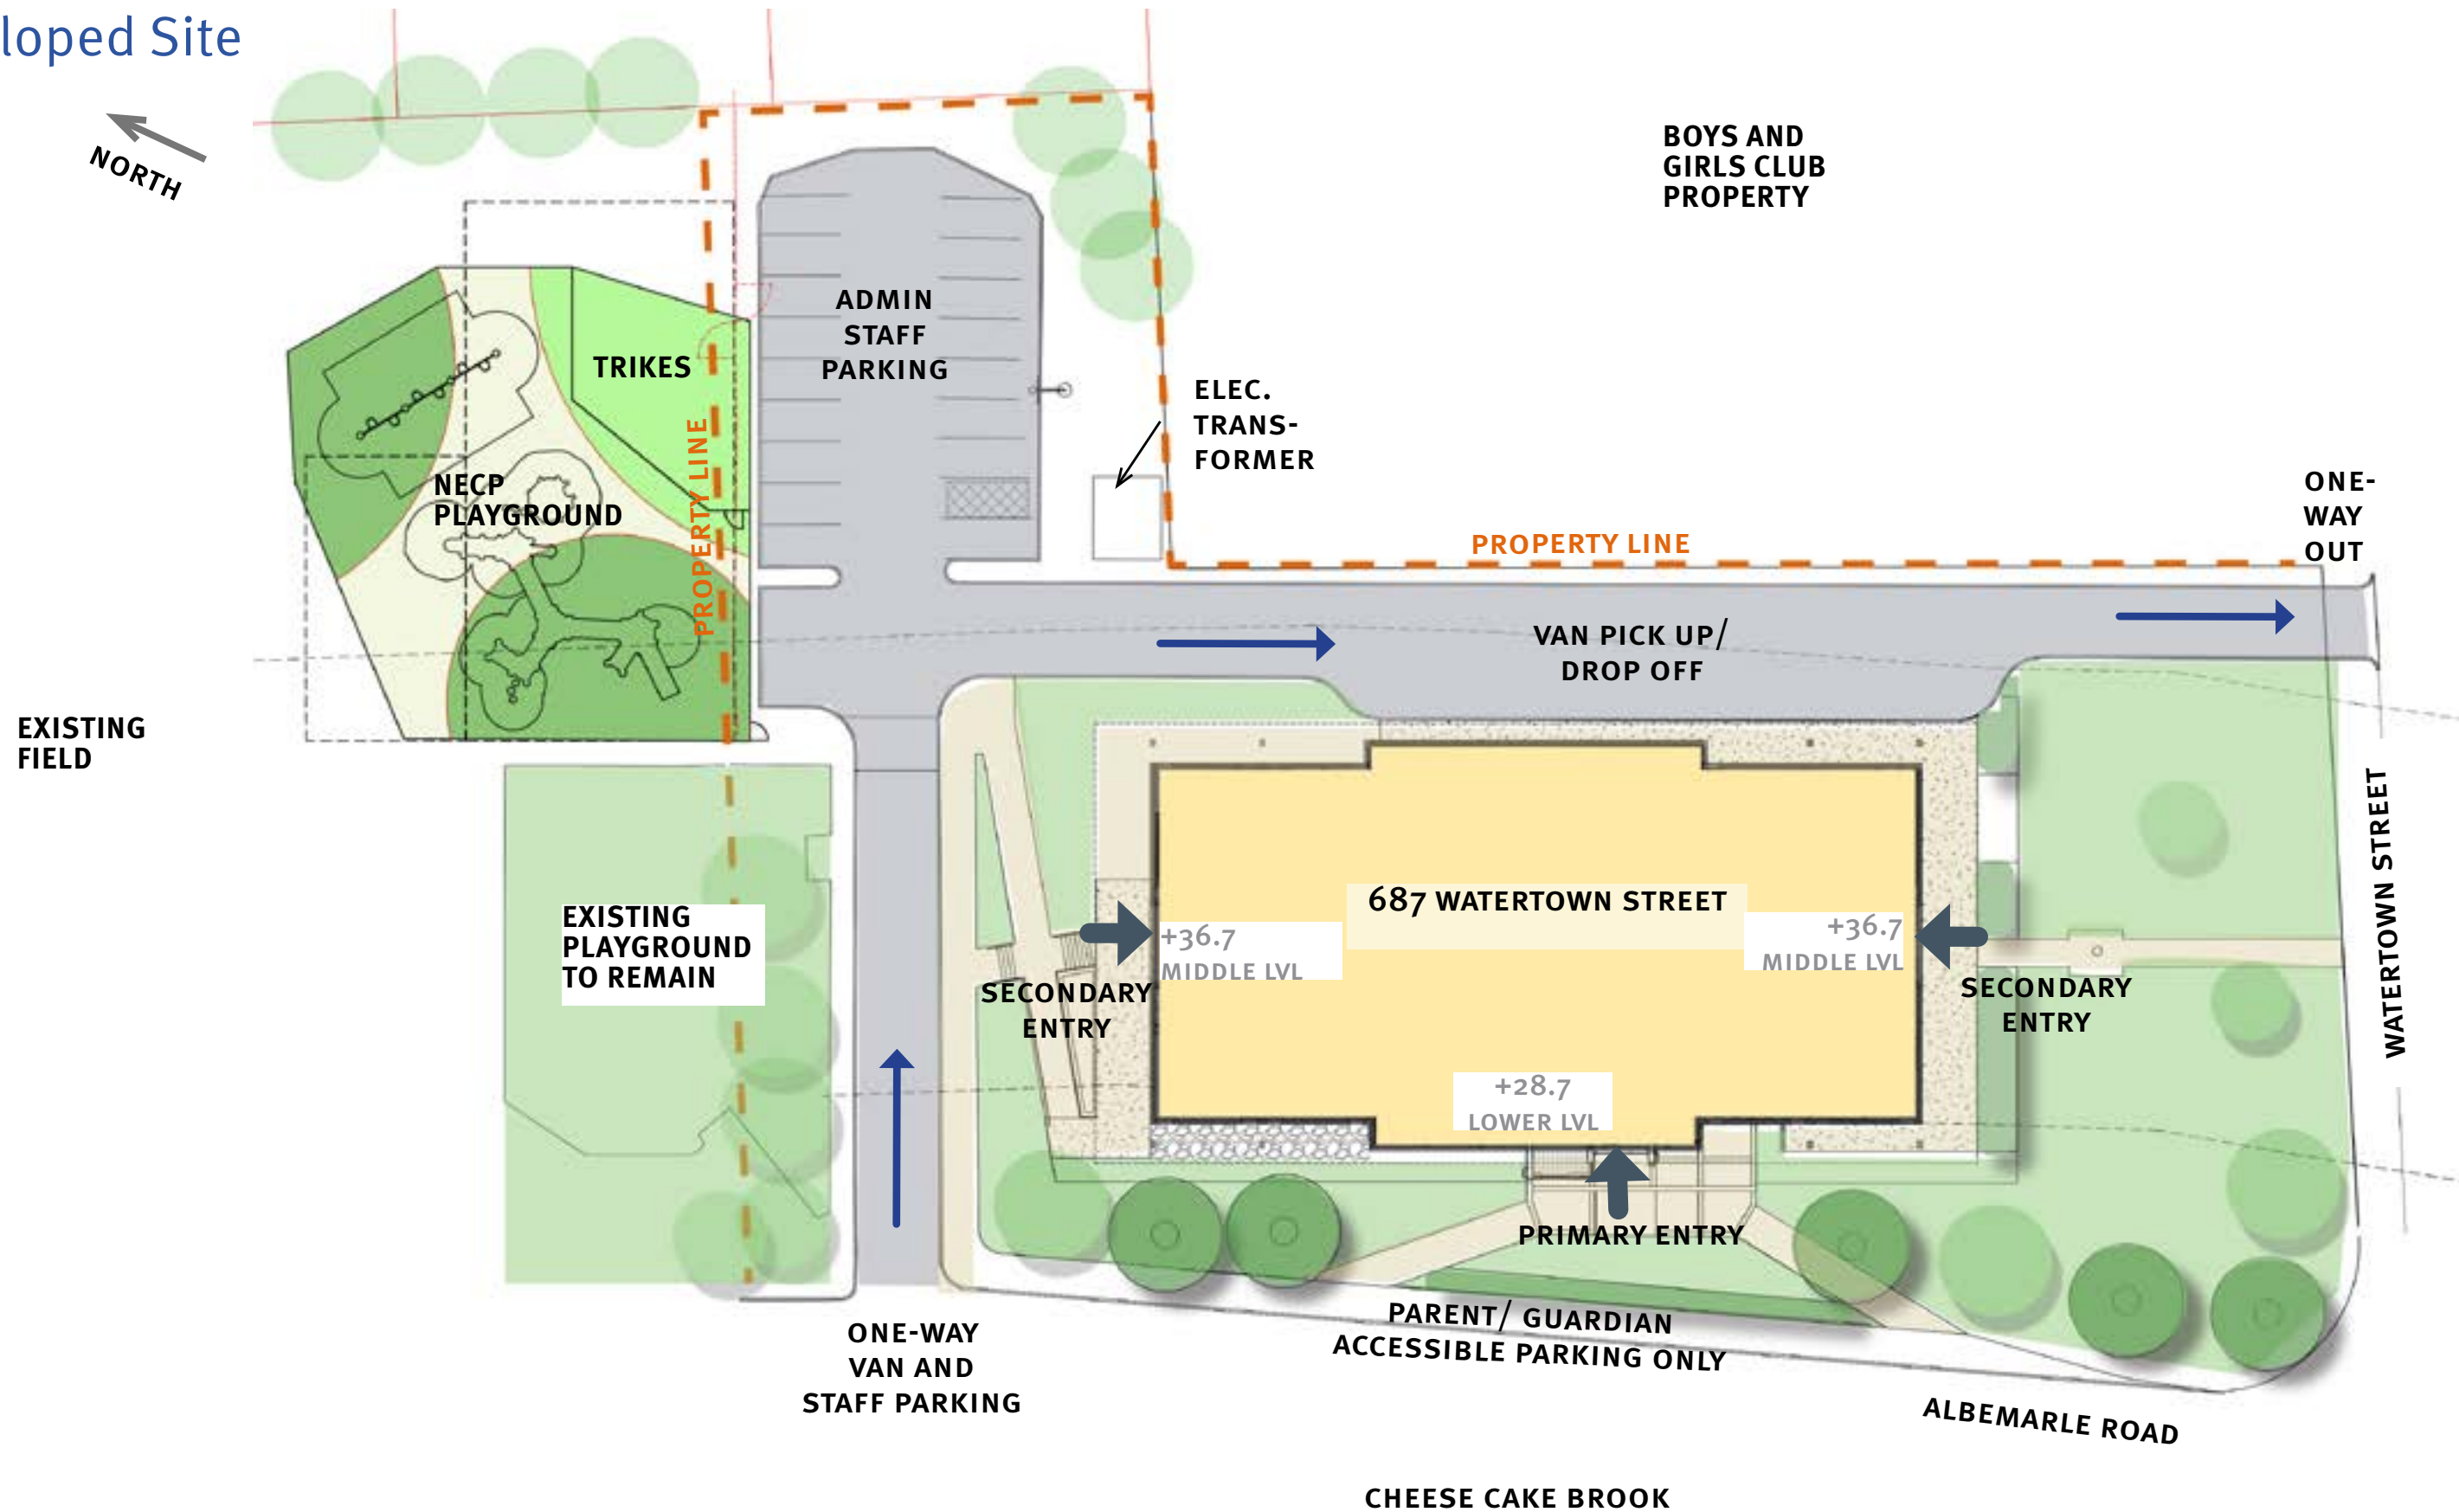 loped Site
NORTH
BOYS AND
GIRLS CLUB
PROPERTY
ADMIN
STAFF
PARKING
TRIKES
PROPERTY LINE
NECP
PLAYGROUND
ELEC.
TRANS-
FORMER
PROPERTY LINE
ONE-
WAY
OUT
VAN PICK UP/
DROP OFF
EXISTING
FIELD
WATERTOWN STREET
687 WATERTOWN STREET
EXISTING
PLAYGROUND
TO REMAIN
+36.7
MIDDLE LVL
+36.7
MIDDLE LVL
SECONDARY
ENTRY
SECONDARY
ENTRY
+28.7
LOWER LVL
PRIMARY ENTRY
PARENT/ GUARDIAN
ACCESSIBLE PARKING ONLY
ONE-WAY
VAN AND
STAFF PARKING
ALBEMARLE ROAD
CHEESE CAKE BROOK